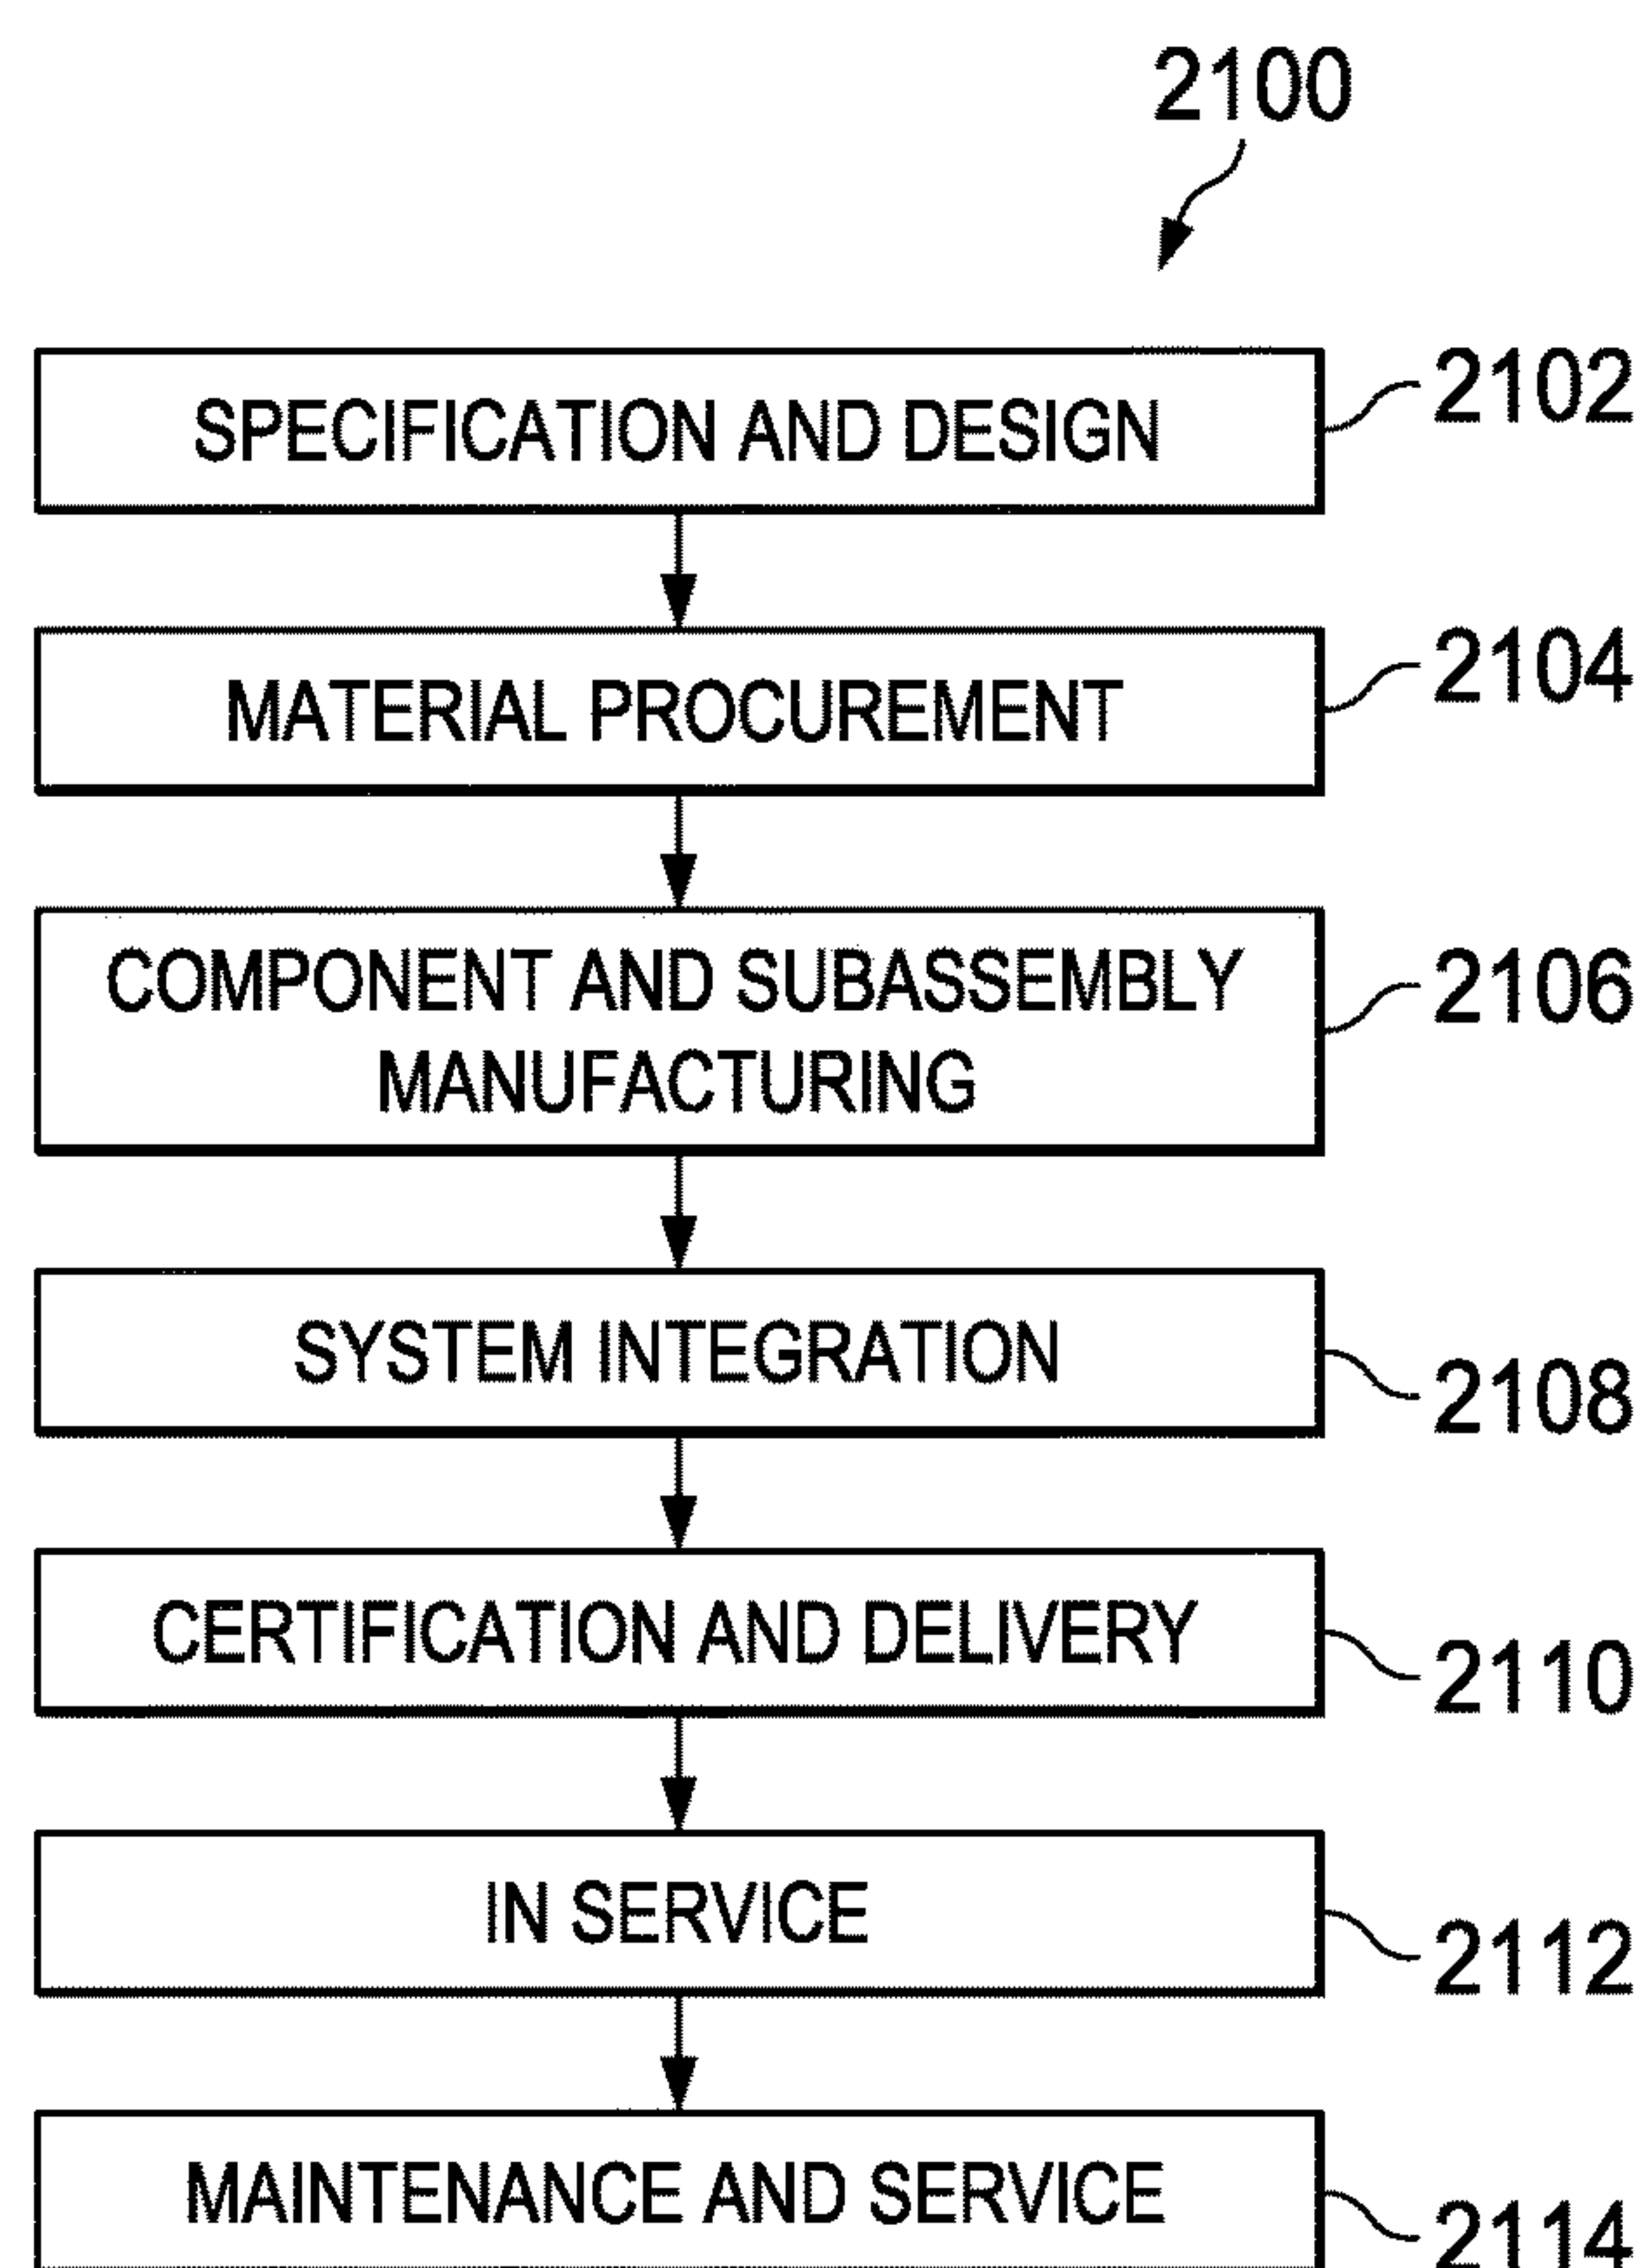 2100
SPECIFICATION AND DESIGN
2102
MATERIAL PROCUREMENT
2104
COMPONENT AND SUBASSEMBLY
MANUFACTURING
2106
SYSTEM INTEGRATION
2108
CERTIFICATION AND DELIVERY
2110
IN SERVICE
2112
MAINTENANCE AND SERVICE
2114